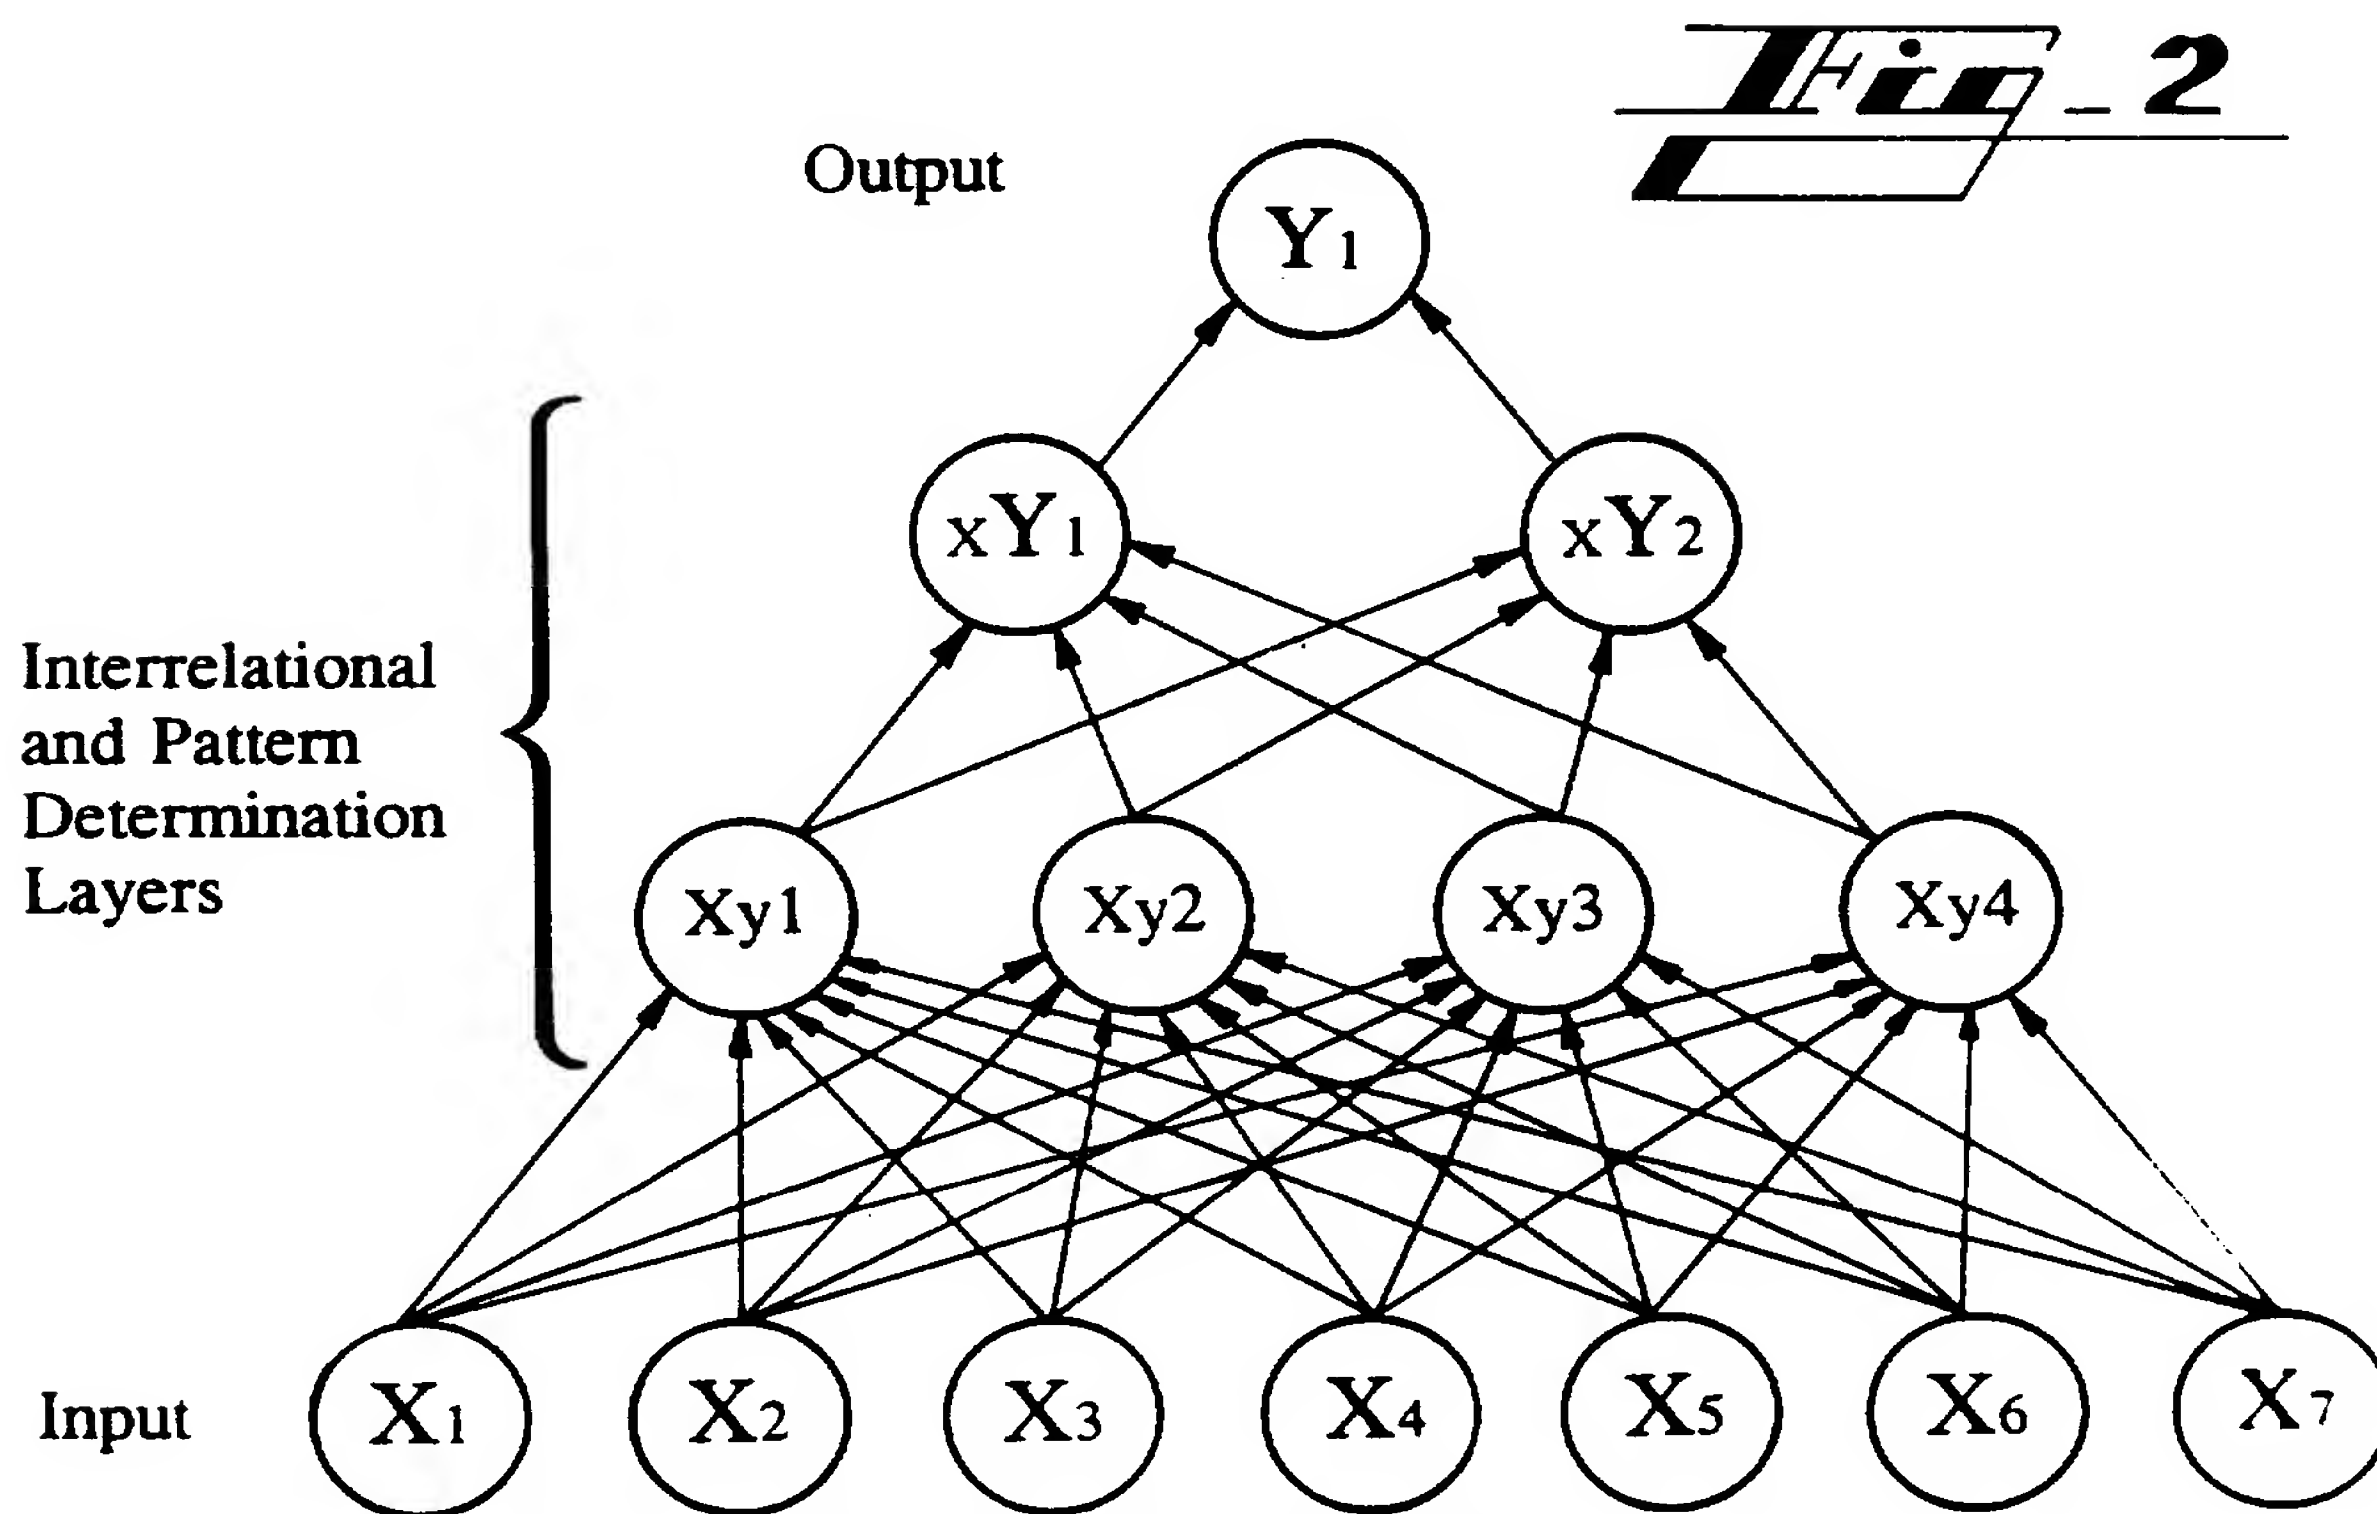 Fig_2
Output
Y1
xY1 xY2
Interrelational
and Pattern
Determination
Layers
Xy1 Xy2 Xy3 Xy4
Input
X1 X2 X3 X4 X5 X6 X7